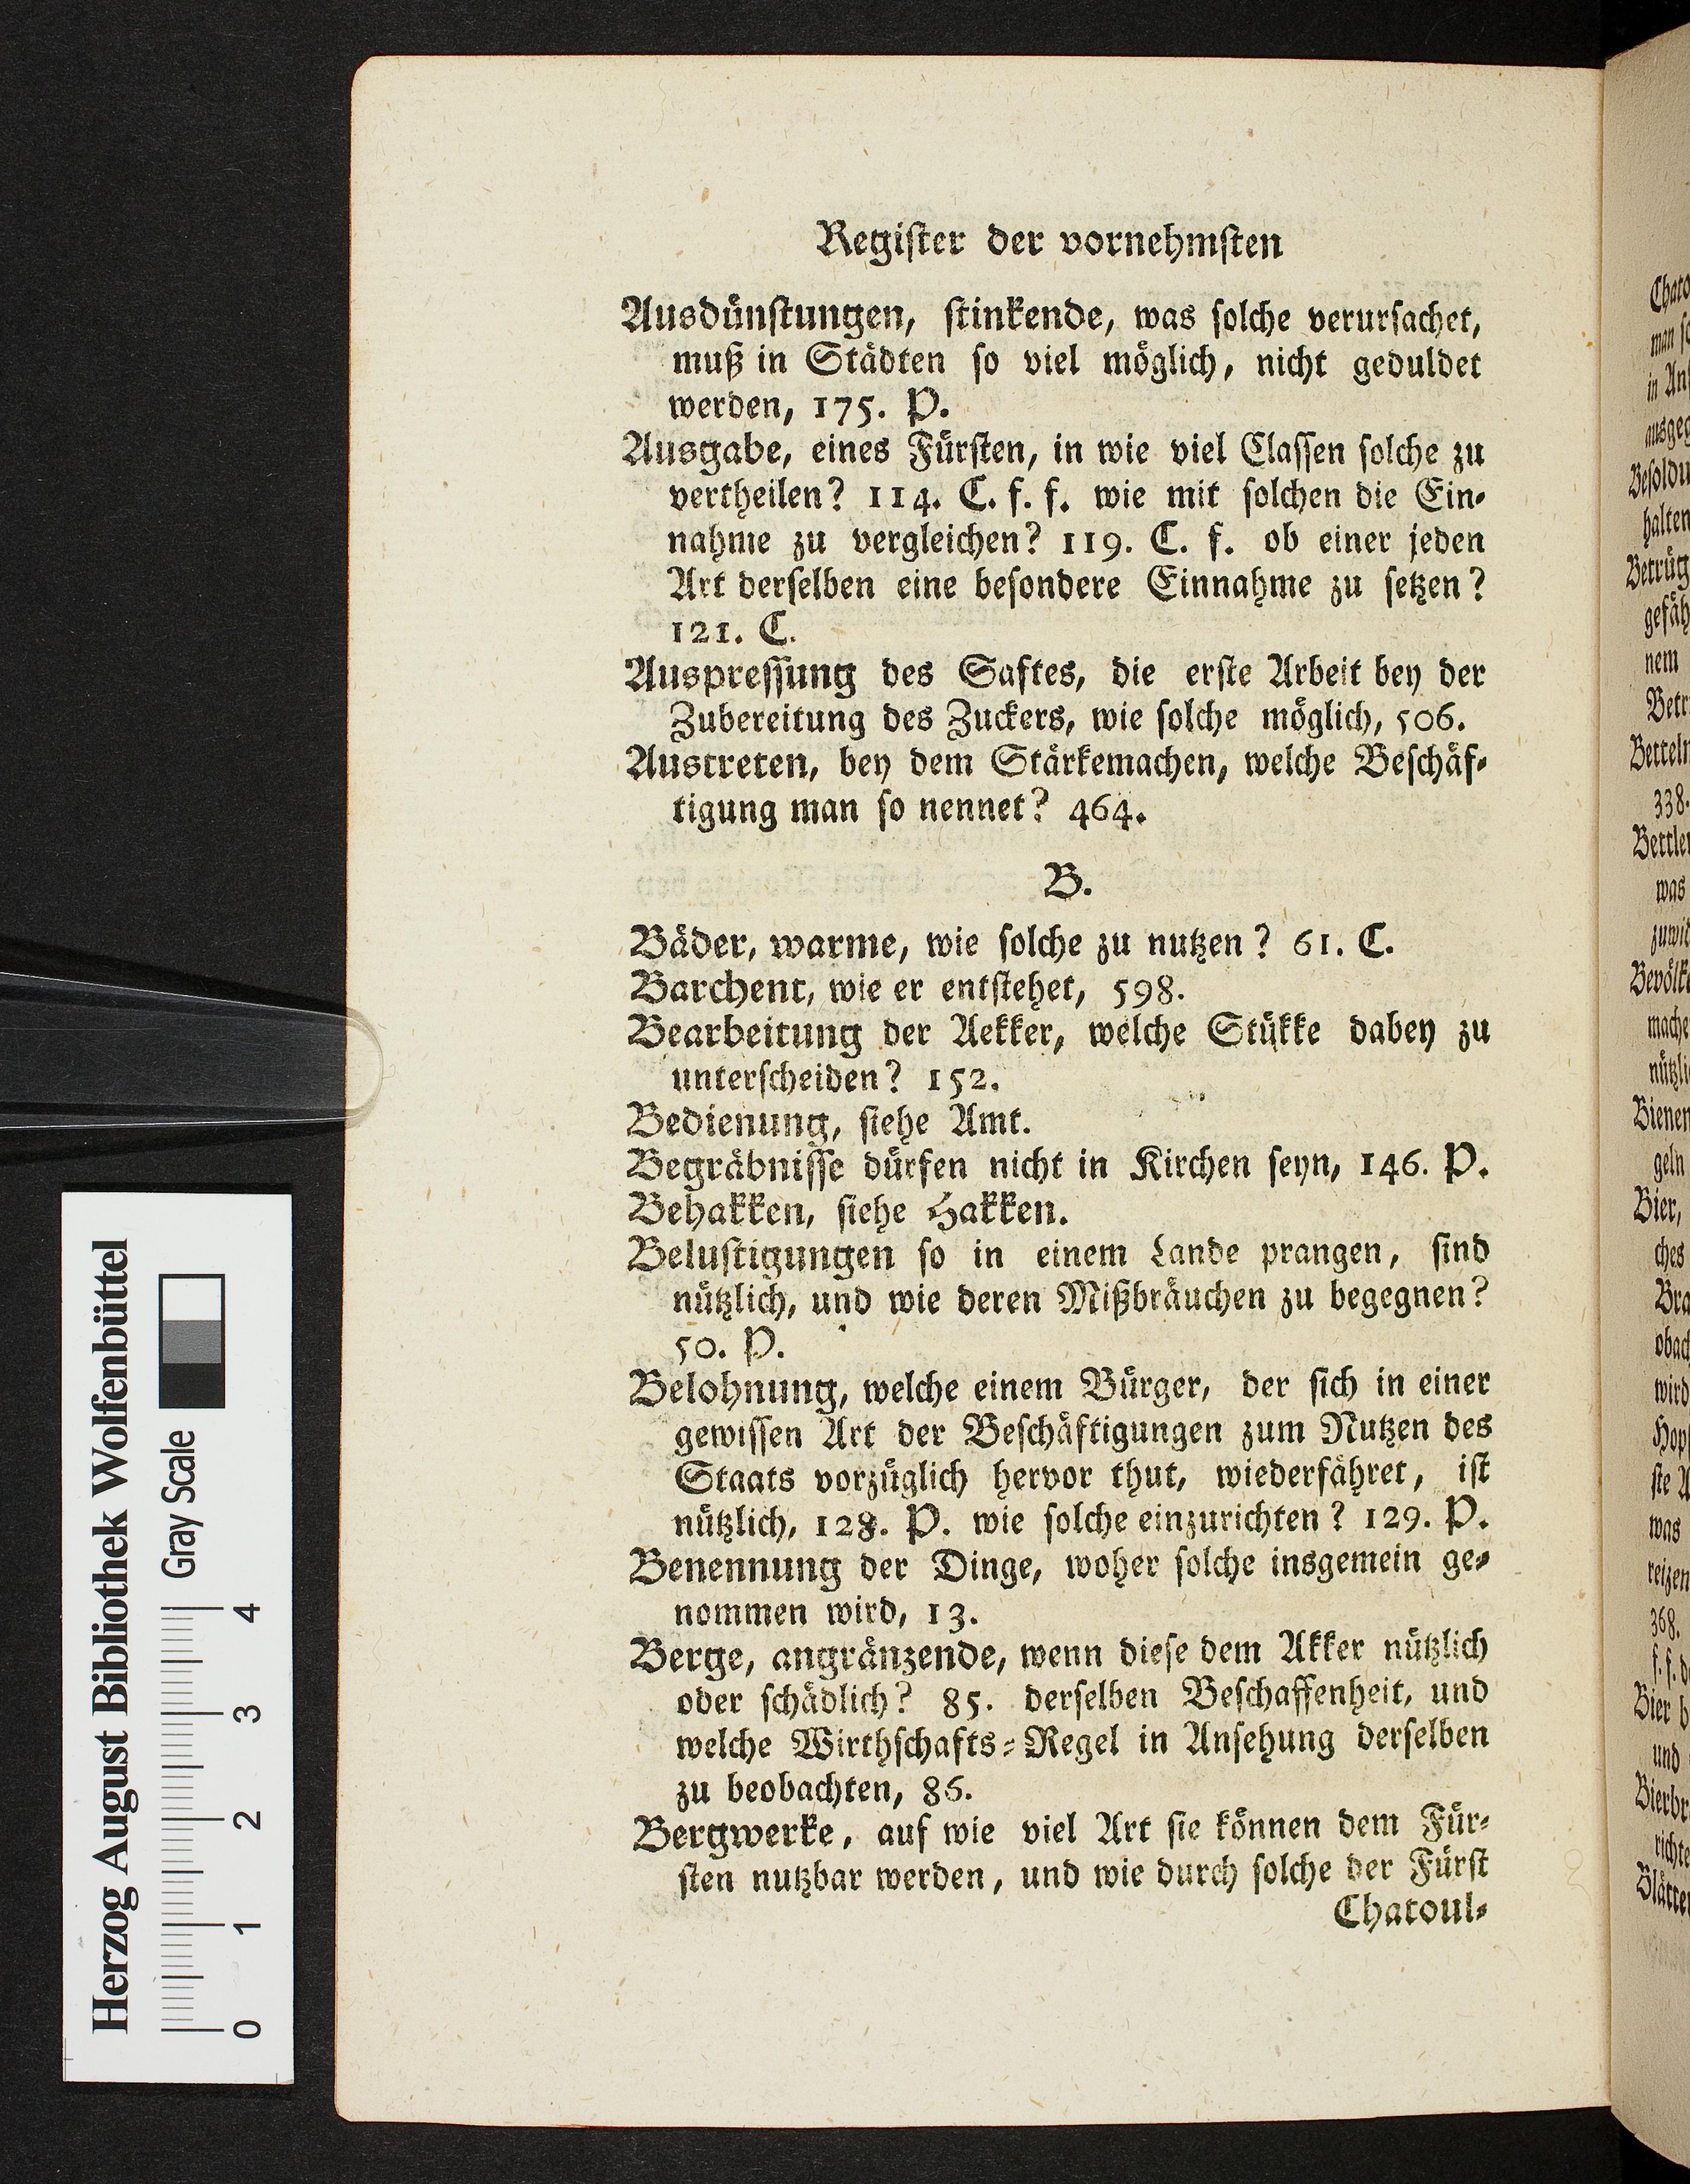 Regiſter der vornehmſten
Ausdünſtungen, ſtinkende, was ſolche verurſachet,
muß in Städten ſo viel möglich, nicht geduldet
werden, 175. P.
Ausgabe, eines Fürſten, in wie viel Claſſen ſolche zu
vertheilen? 114. C. f. f. wie mit ſolchen die Ein-
nahme zu vergleichen? 119. C. f. ob einer jeden
Art derſelben eine beſondere Einnahme zu ſetzen?
121. C.
Auspreſſung des Saftes, die erſte Arbeit bey der
Zubereitung des Zuckers, wie ſolche möglich, 506.
Austreten, bey dem Stärkemachen, welche Beſchäf-
tigung man ſo nennet? 464.
B.
Bäder, warme, wie ſolche zu nutzen? 61. C.
Barchent, wie er entſtehet, 598.
Bearbeitung der Aekker, welche Stükke dabey zu
unterſcheiden? 152.
Bedienung, ſiehe Amt.
Begräbniſſe dürfen nicht in Kirchen ſeyn, 146. P.
Behakken, ſiehe Hakken.
Beluſtigungen ſo in einem Lande prangen, ſind
nützlich, und wie deren Mißbräuchen zu begegnen?
50. P.
Belohnung, welche einem Bürger, der ſich in einer
gewiſſen Art der Beſchäftigungen zum Nutzen des
Staats vorzüglich hervor thut, wiederfähret, iſt
nützlich, 128. P. wie ſolche einzurichten? 129. P.
Benennung der Dinge, woher ſolche insgemein ge-
nommen wird, 13.
Berge, angränzende, wenn dieſe dem Akker nützlich
oder ſchädlich? 85. derſelben Beſchaffenheit, und
welche Wirthſchafts-Regel in Anſehung derſelben
zu beobachten, 86.
Bergwerke, auf wie viel Art ſie können dem Für-
ſten nutzbar werden, und wie durch ſolche der Fürſt
Chatoul-
Herzog August Bibliothek Wolfenbüttel
Gray Scale
0 1 2 3 4